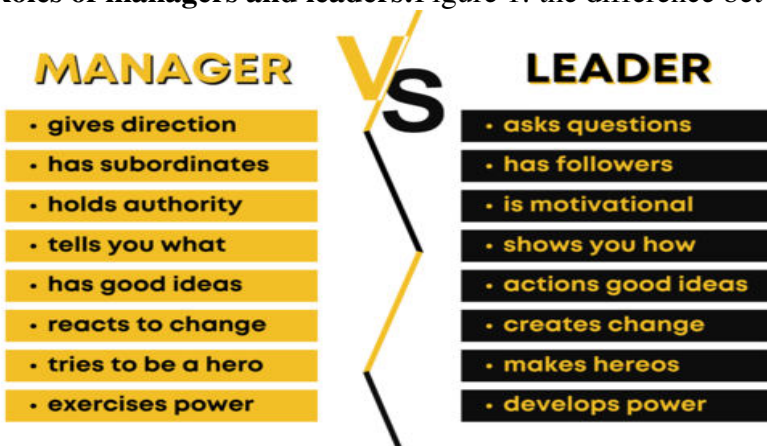 Roles of managers and leaders.Figure 1: the difference bet
MANAGER
VS
LEADER
• gives direction
• has subordinates
• holds authority
• tells you what
• has good ideas
• reacts to change
• tries to be a hero
• exercises power
• asks questions
• has followers
• is motivational
• shows you how
• actions good ideas
• creates change
• makes hereos
• develops power